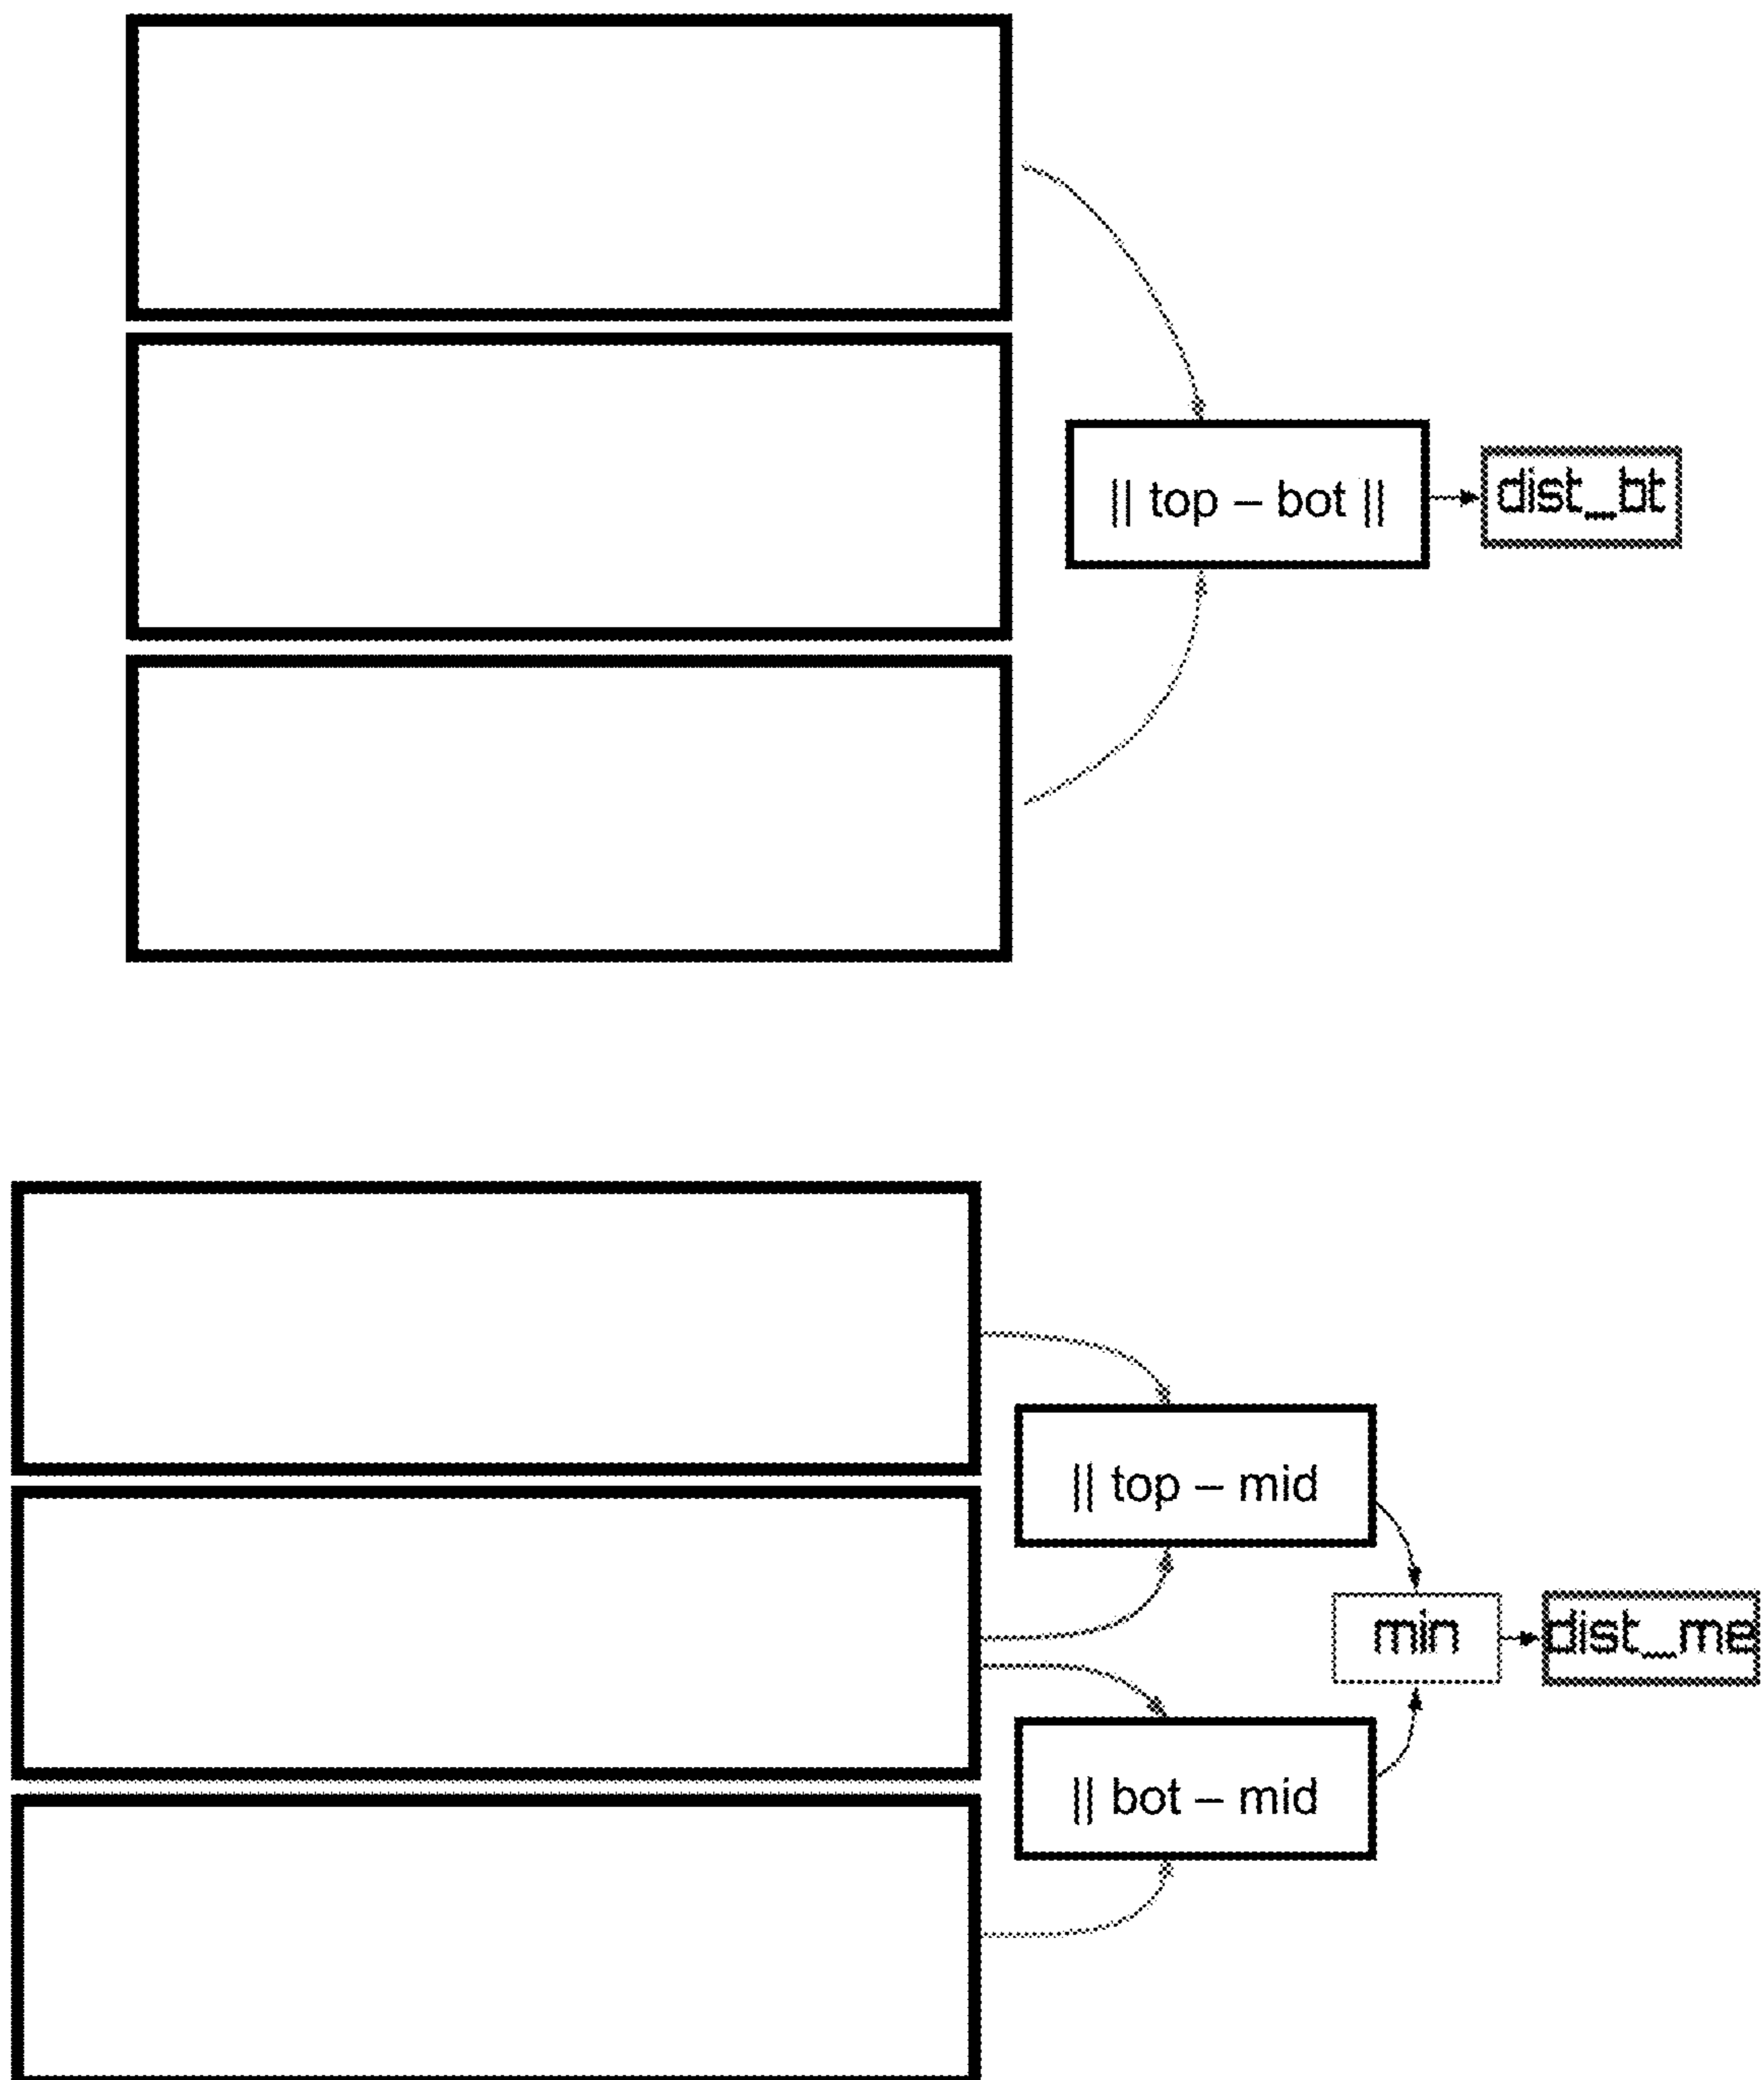 || top – bot ||
dist_bt
|| top – mid
min
dist_me
|| bot – mid